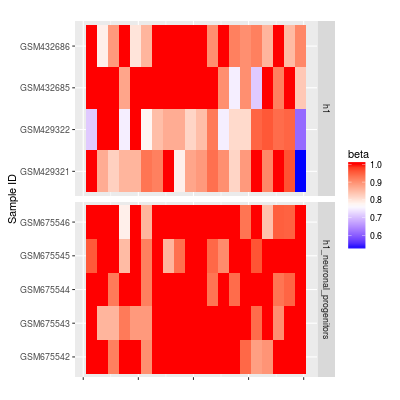 GSM432686
GSM432685
GSM429322
GSM429321
GSM675546
GSM675545
GSM675544
GSM675543
GSM675542
Sample ID
h1
h1_neuronal_progenitors
beta
1.0
0.9
0.8
0.7
0.6